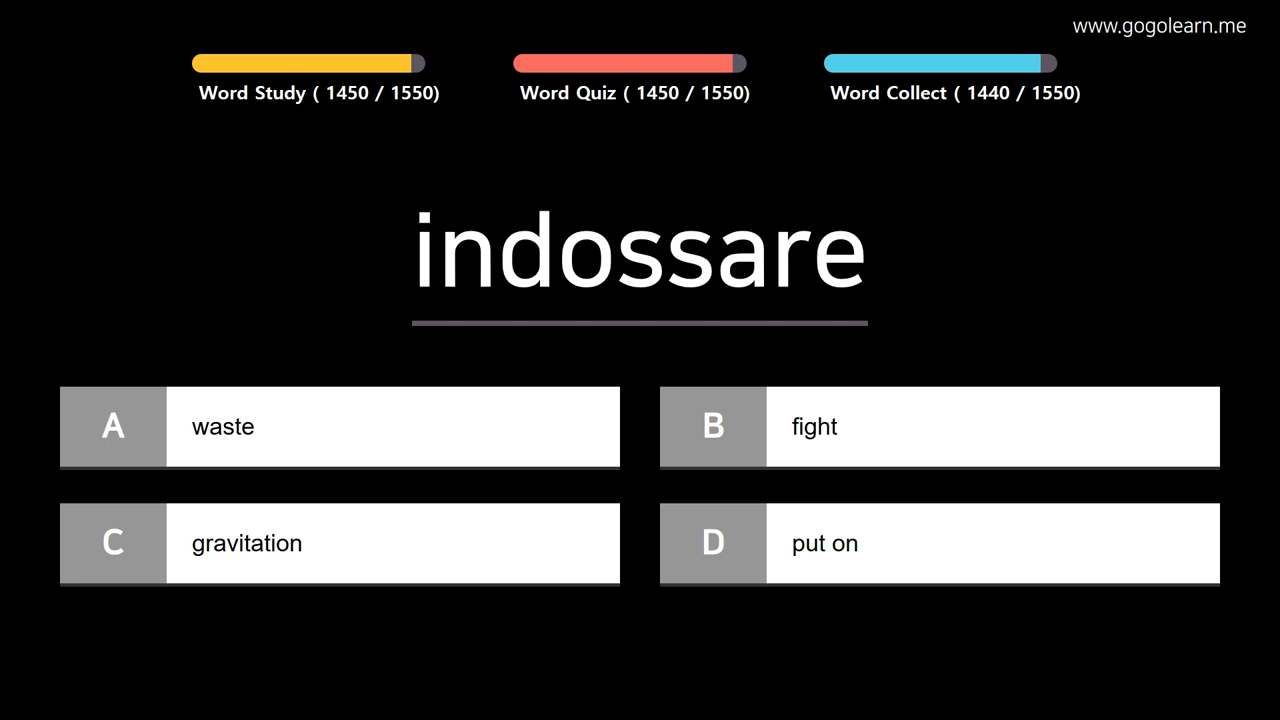 www.gogolearn.me
Word Study ( 1450 / 1550)
Word Quiz ( 1450 / 1550)
Word Collect ( 1440 / 1550)
indossare
A waste
B fight
C gravitation
D put on